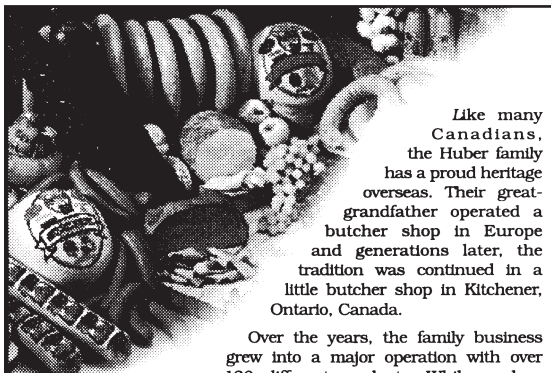 Like many
Canadians,
the Huber family
has a proud heritage
overseas. Their great-
grandfather operated a
butcher shop in Europe
and generations later, the
tradition was continued in a
little butcher shop in Kitchener,
Ontario, Canada.
Over the years, the family business
grew into a major operation with over